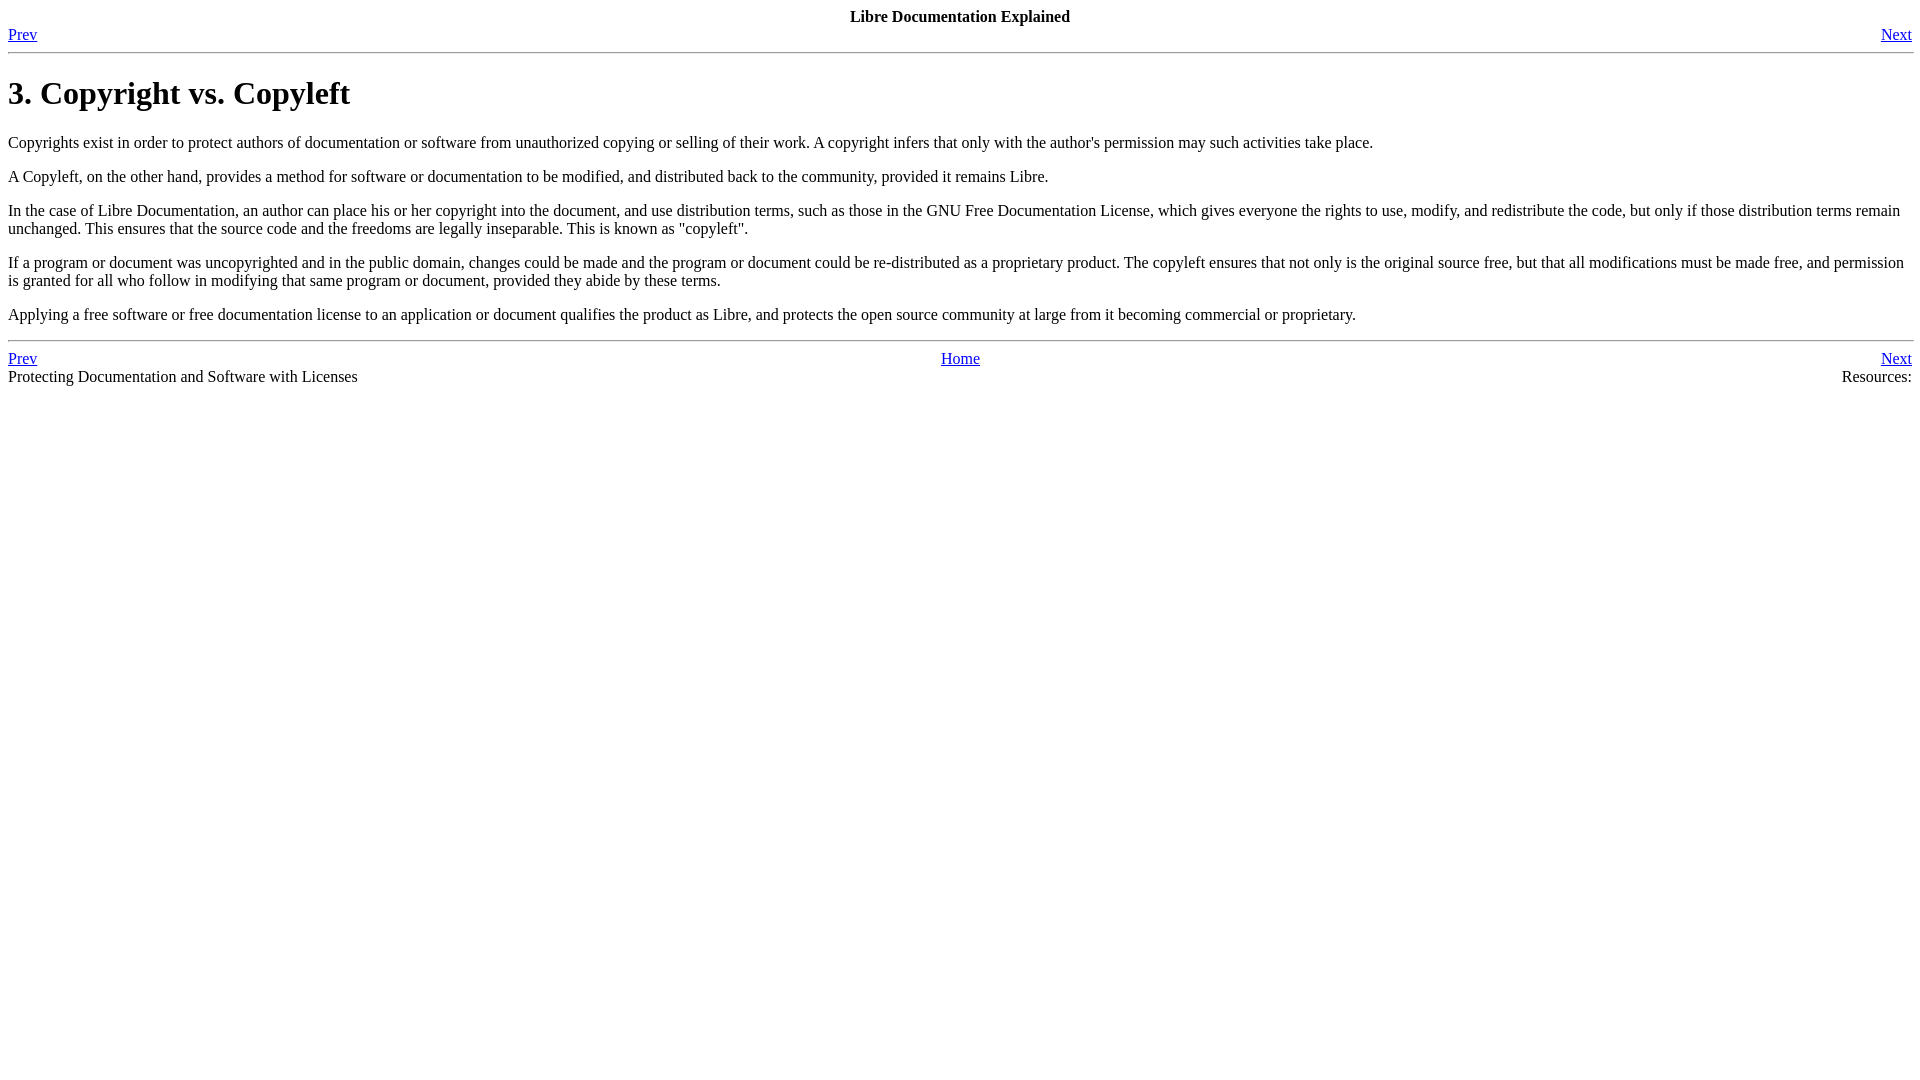 Libre Documentation Explained
Prev Next
3. Copyright vs. Copyleft
Copyrights exist in order to protect authors of documentation or software from unauthorized copying or selling of their work. A copyright infers that only with the author's permission may such activities take place.
A Copyleft, on the other hand, provides a method for software or documentation to be modified, and distributed back to the community, provided it remains Libre.
In the case of Libre Documentation, an author can place his or her copyright into the document, and use distribution terms, such as those in the GNU Free Documentation License, which gives everyone the rights to use, modify, and redistribute the code, but only if those distribution terms remain
unchanged. This ensures that the source code and the freedoms are legally inseparable. This is known as "copyleft".
If a program or document was uncopyrighted and in the public domain, changes could be made and the program or document could be re-distributed as a proprietary product. The copyleft ensures that not only is the original source free, but that all modifications must be made free, and permission
is granted for all who follow in modifying that same program or document, provided they abide by these terms.
Applying a free software or free documentation license to an application or document qualifies the product as Libre, and protects the open source community at large from it becoming commercial or proprietary.
Prev Home Next
Protecting Documentation and Software with Licenses Resources: